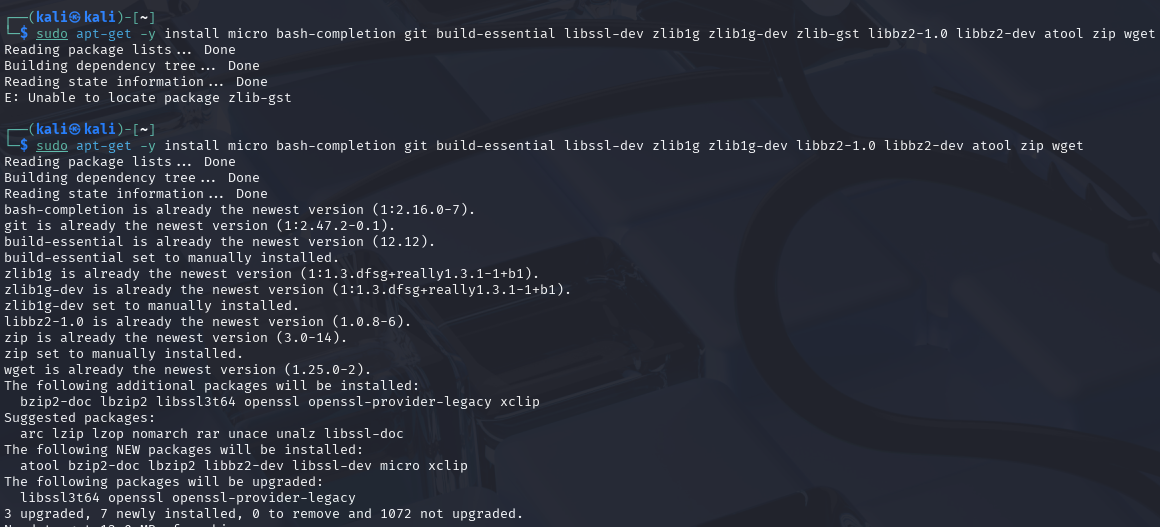 ┌──(kali㉿kali)-[~]
└─$ sudo apt-get -y install micro bash-completion git build-essential libssl-dev zlib1g zlib1g-dev zlib-gst libbz2-1.0 libbz2-dev atool zip wget
Reading package lists... Done
Building dependency tree... Done
Reading state information... Done
E: Unable to locate package zlib-gst
┌──(kali㉿kali)-[~]
└─$ sudo apt-get -y install micro bash-completion git build-essential libssl-dev zlib1g zlib1g-dev libbz2-1.0 libbz2-dev atool zip wget
Reading package lists... Done
Building dependency tree... Done
Reading state information... Done
bash-completion is already the newest version (1:2.16.0-7).
git is already the newest version (1:2.47.2-0.1).
build-essential is already the newest version (12.12).
build-essential set to manually installed.
zlib1g is already the newest version (1:1.3.dfsg+really1.3.1-1+b1).
zlib1g-dev is already the newest version (1:1.3.dfsg+really1.3.1-1+b1).
zlib1g-dev set to manually installed.
libbz2-1.0 is already the newest version (1.0.8-6).
zip is already the newest version (3.0-14).
zip set to manually installed.
wget is already the newest version (1.25.0-2).
The following additional packages will be installed:
  bzip2-doc lbzip2 libssl3t64 openssl openssl-provider-legacy xclip
Suggested packages:
  arc lzip lzop nomarch rar unace unalz libssl-doc
The following NEW packages will be installed:
  atool bzip2-doc lbzip2 libbz2-dev libssl-dev micro xclip
The following packages will be upgraded:
  libssl3t64 openssl openssl-provider-legacy
3 upgraded, 7 newly installed, 0 to remove and 1072 not upgraded.